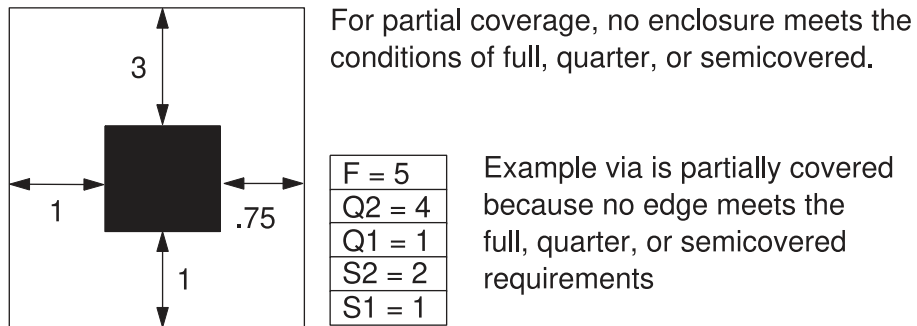 For partial coverage, no enclosure meets the
conditions of full, quarter, or semicovered.
3
1
.75
1
F = 5
Q2 = 4
Q1 = 1
S2 = 2
S1 = 1
Example via is partially covered
because no edge meets the
full, quarter, or semicovered
requirements